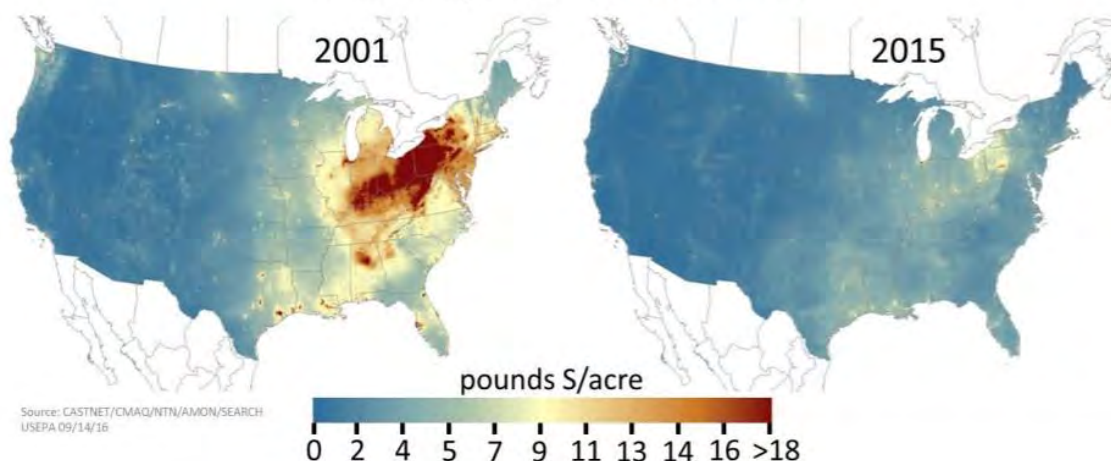 2001
2015
pounds S/acre
Source: CASTNET/CMAQ/NTN/AMON/SEARCH
USEPA 09/14/16
0 2 4 5 7 9 11 13 14 16 >18